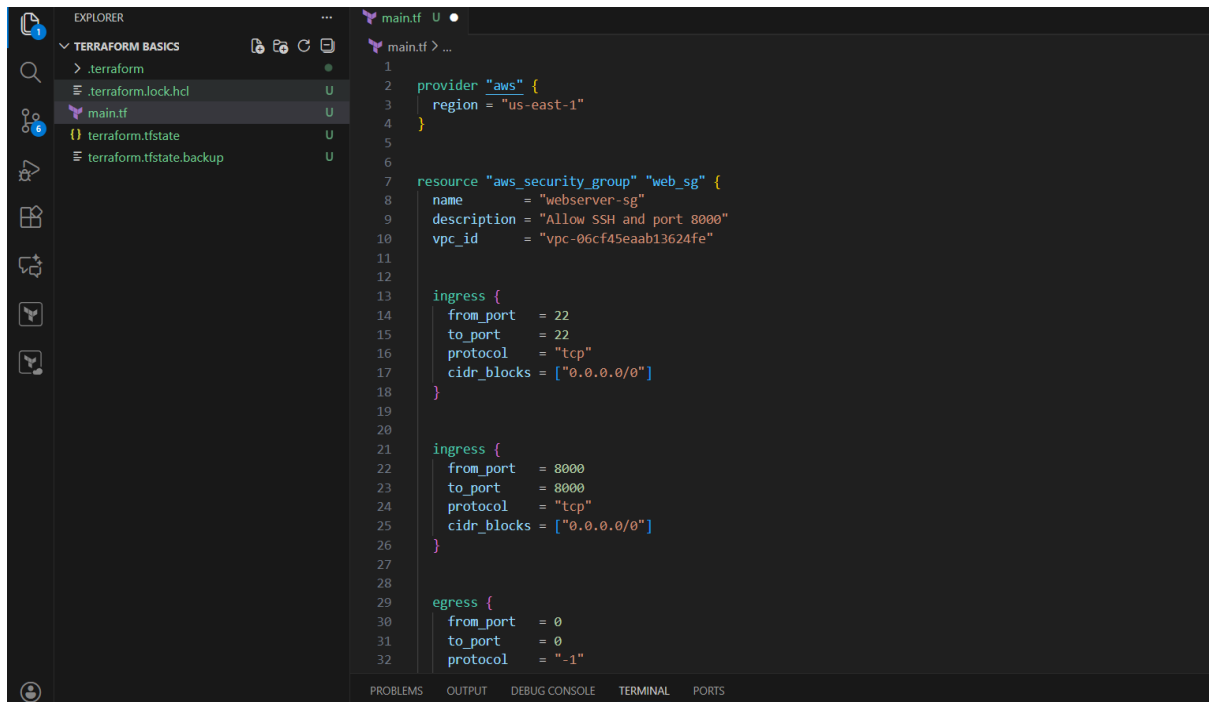 EXPLORER ...
TERRAFORM BASICS
.terraform
.terraform.lock.hcl U
main.tf U
{} terraform.tfstate U
terraform.tfstate.backup U
1
6
main.tf U
main.tf > ...
1
2 provider "aws" {
3 region = "us-east-1"
4 }
5
6
7 resource "aws_security_group" "web_sg" {
8 name = "webserver-sg"
9 description = "Allow SSH and port 8000"
10 vpc_id = "vpc-06cf45eaab13624fe"
11
12
13 ingress {
14 from_port = 22
15 to_port = 22
16 protocol = "tcp"
17 cidr_blocks = ["0.0.0.0/0"]
18 }
19
20
21 ingress {
22 from_port = 8000
23 to_port = 8000
24 protocol = "tcp"
25 cidr_blocks = ["0.0.0.0/0"]
26 }
27
28
29 egress {
30 from_port = 0
31 to_port = 0
32 protocol = "-1"
PROBLEMS OUTPUT DEBUG CONSOLE TERMINAL PORTS